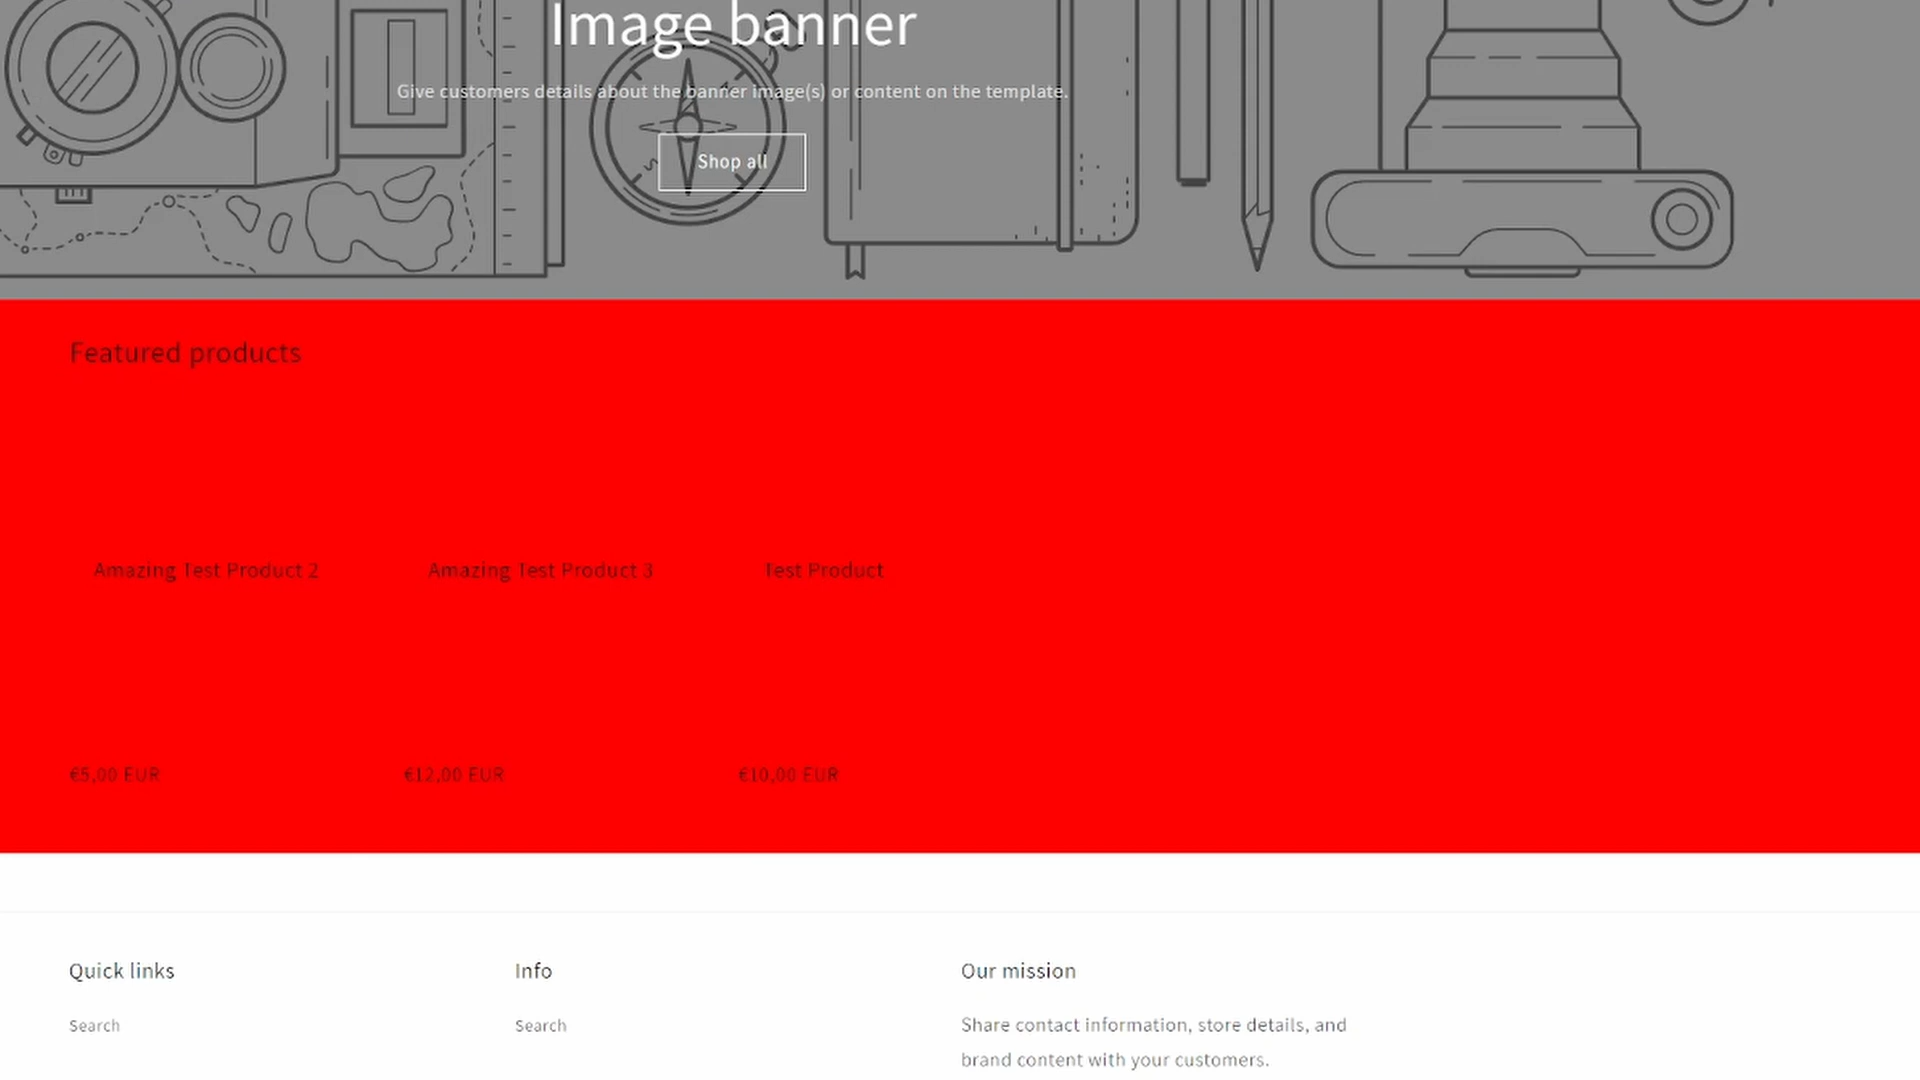 Image banner
Give customers details about the banner image(s) or content on the template.
Shop all
Featured products
Amazing Test Product 2
Amazing Test Product 3
Test Product
€5,00 EUR
€12,00 EUR
€10,00 EUR
Quick links
Info
Our mission
Search
Search
Share contact information, store details, and
brand content with your customers.